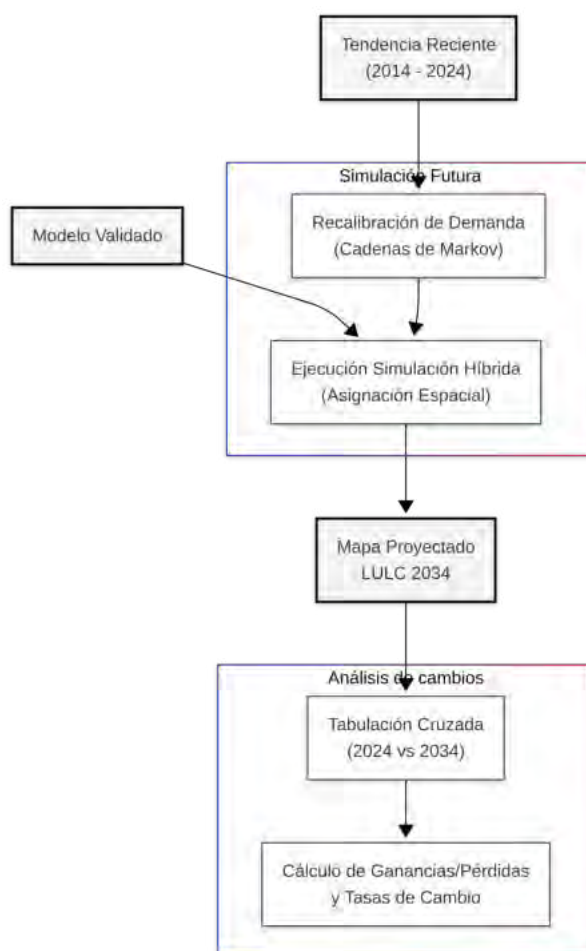 Tendencia Reciente
(2014 - 2024)
Simulación Futura
Recalibración de Demanda
(Cadenas de Markov)
Modelo Validado
Ejecución Simulación Híbrida
(Asignación Espacial)
Mapa Proyectado
LULC 2034
Análisis de cambios
Tabulación Cruzada
(2024 vs 2034)
Cálculo de Ganancias/Pérdidas
y Tasas de Cambio